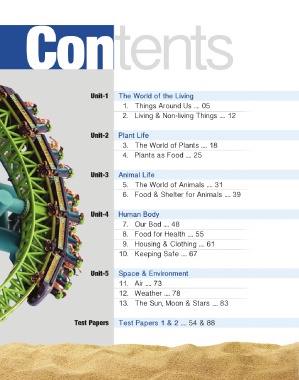 Contents
Unit-1 The World of the Living
1. Things Around Us ... 05
2. Living & Non-living Things ... 12
Unit-2 Plant Life
3. The World of Plants ... 18
4. Plants as Food ... 25
Unit-3 Animal Life
5. The World of Animals ... 31
6. Food & Shelter for Animals ... 39
Unit-4 Human Body
7. Our Bod ... 48
8. Food for Health ... 55
9. Housing & Clothing ... 61
10. Keeping Safe ... 67
Unit-5 Space & Environment
11. Air ... 73
12. Weather ... 78
13. The Sun, Moon & Stars ... 83
Test Papers Test Papers 1 & 2 ... 54 & 88